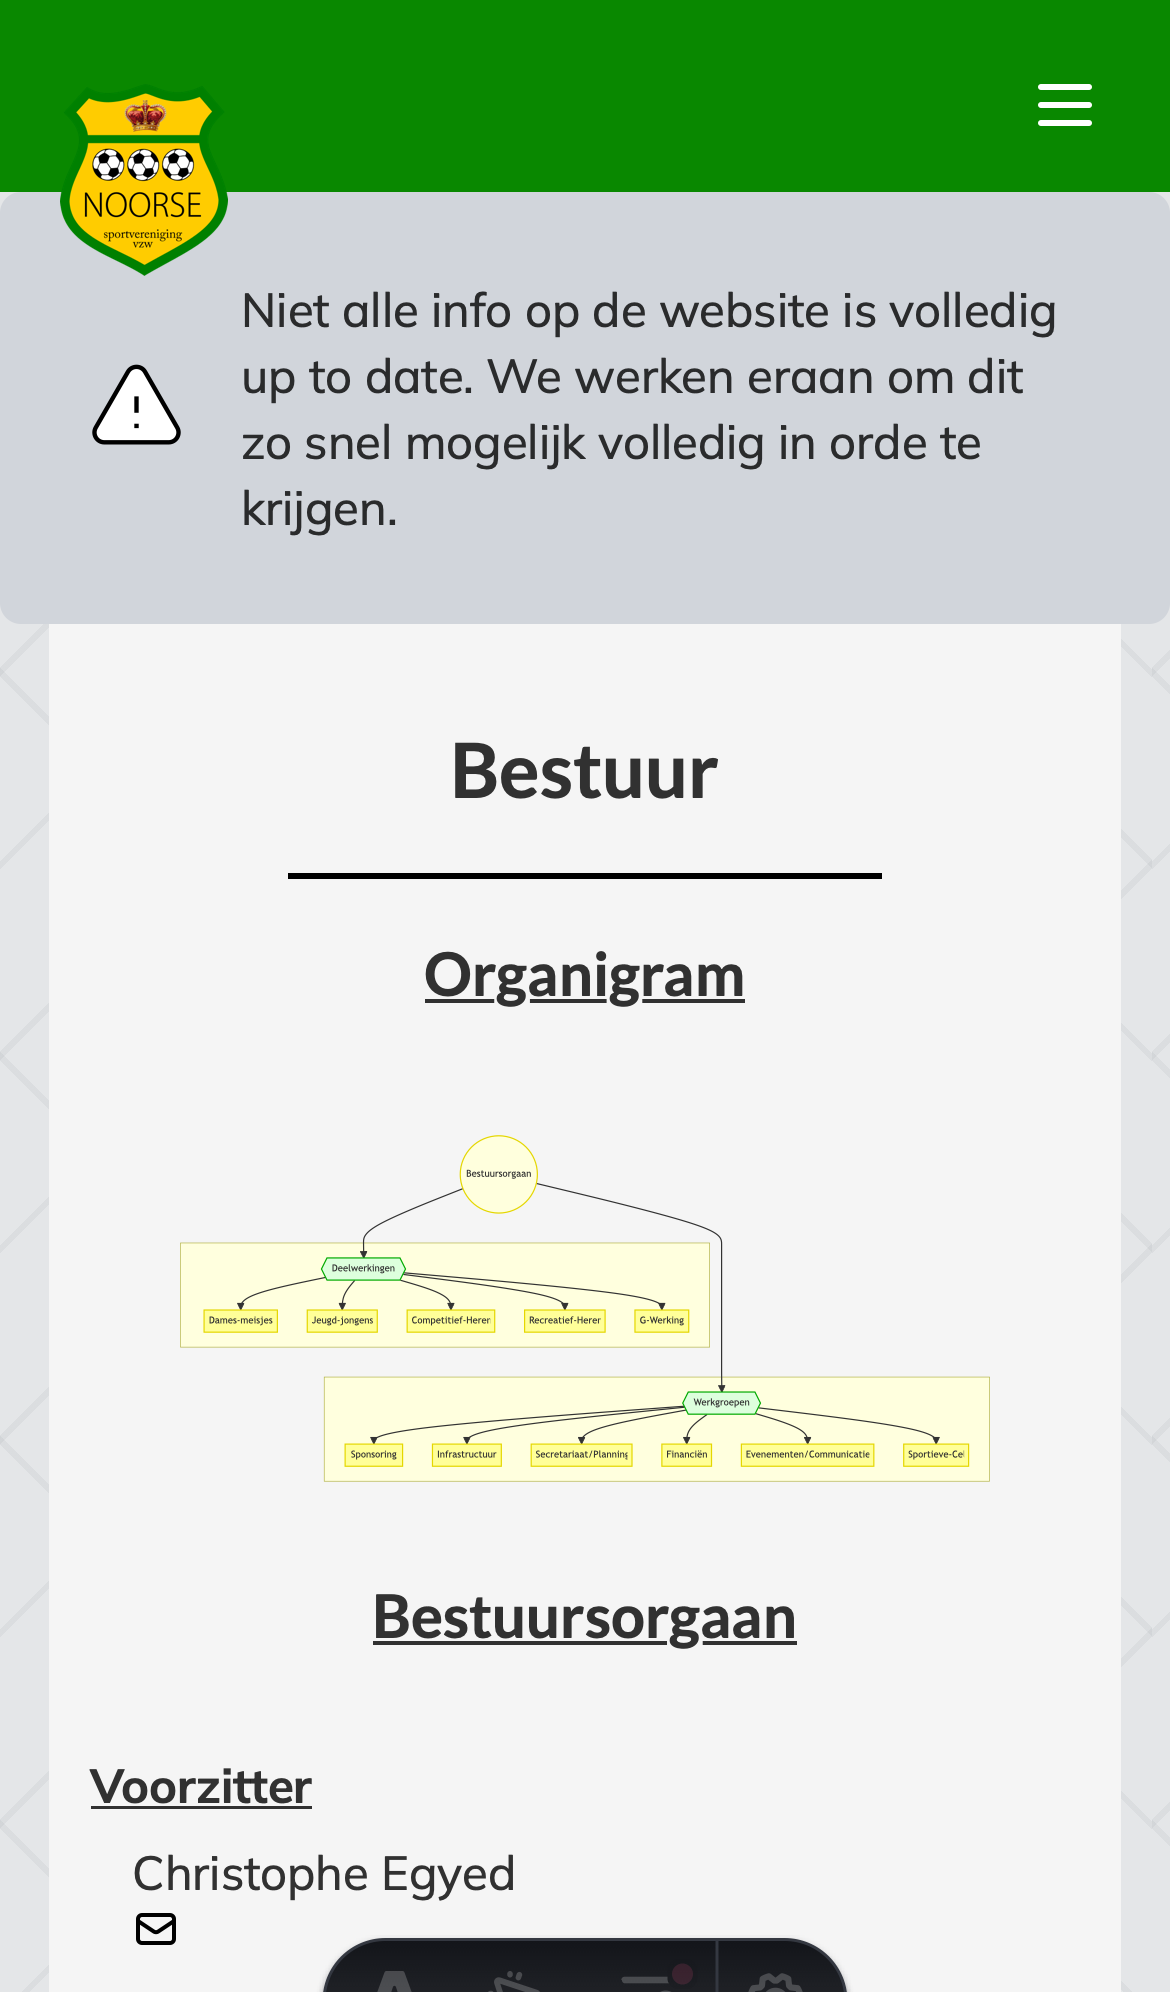 NOORSE
sportvereniging
vzw
Niet alle info op de website is volledig
up to date. We werken eraan om dit
zo snel mogelijk volledig in orde te
krijgen.
Bestuur
Organigram
Bestuursorgaan
Deelwerkingen
Dames-meisjes Jeugd-jongens Competitief-Heren Recreatief-Heren G-Werking
Werkgroepen
Sponsoring Infrastructuur Secretariaat/Planning Financiën Evenementen/Communicatie Sportieve-Cel
Bestuursorgaan
Voorzitter
Christophe Egyed